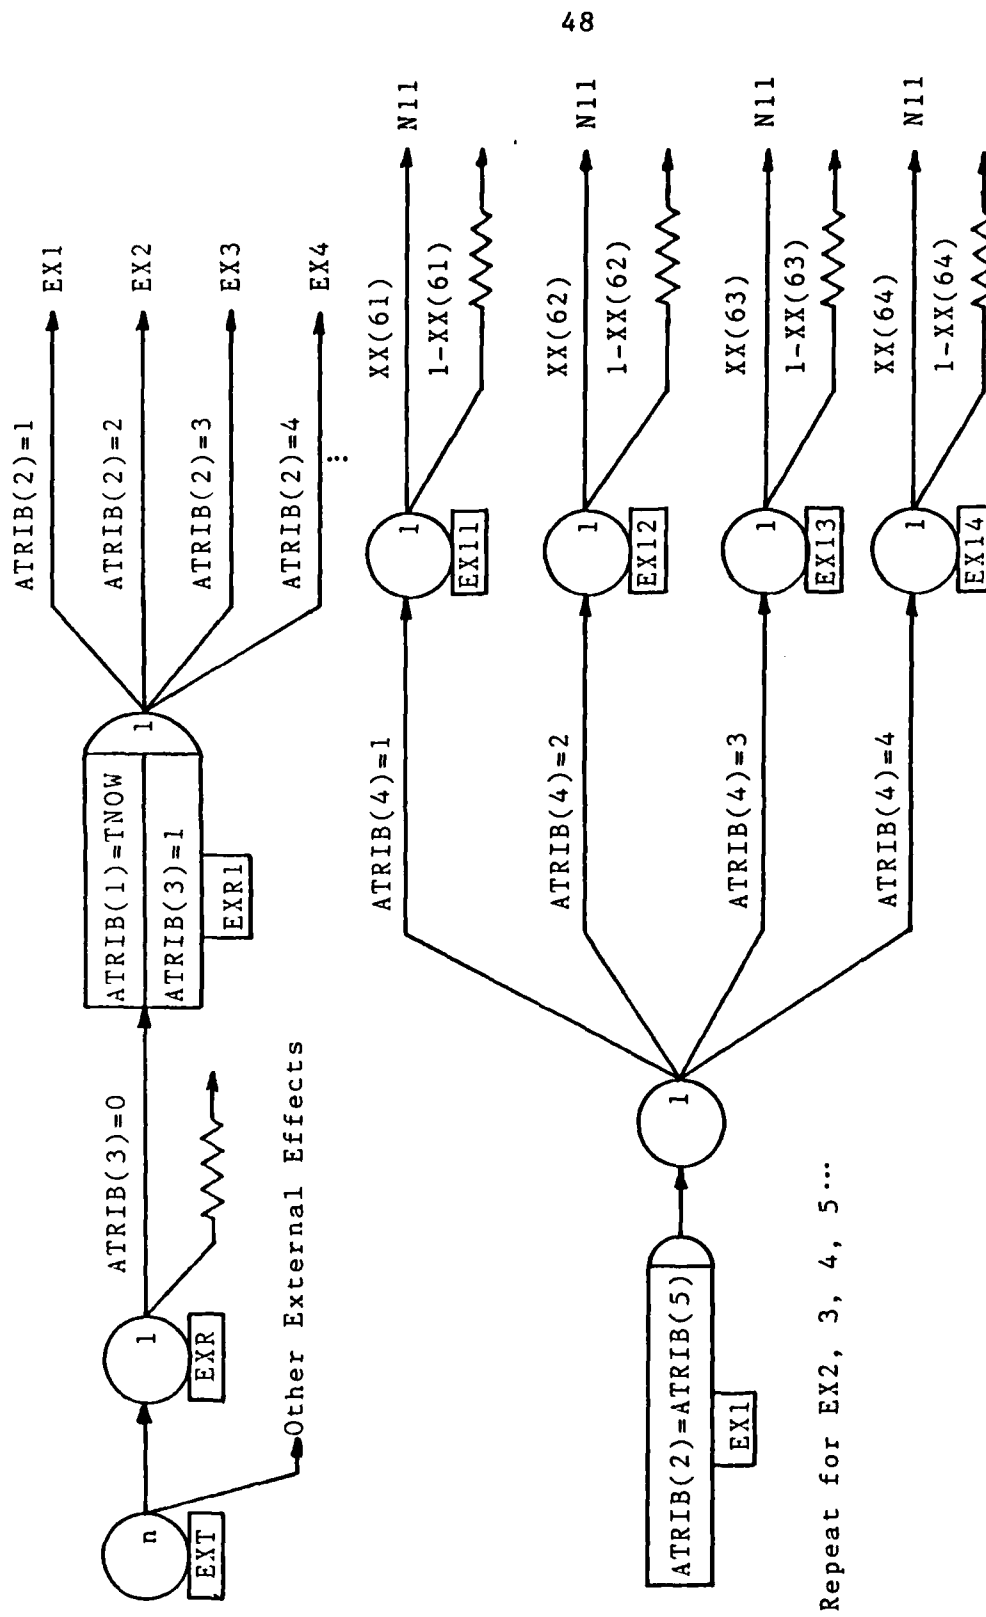 48
n
EXT
Other External Effects
1
EXR
ATRIB(3)=0
ATRIB(1)=TNOW
ATRIB(3)=1
1
EXR1
ATRIB(2)=1
EX1
ATRIB(2)=2
EX2
ATRIB(2)=3
EX3
ATRIB(2)=4
EX4
...
ATRIB(2)=ATRIB(5)
EX1
1
ATRIB(4)=1
1
EX11
XX(61)
N11
1-XX(61)
ATRIB(4)=2
1
EX12
XX(62)
N11
1-XX(62)
ATRIB(4)=3
1
EX13
XX(63)
N11
1-XX(63)
ATRIB(4)=4
1
EX14
XX(64)
N11
1-XX(64)
Repeat for EX2, 3, 4, 5...